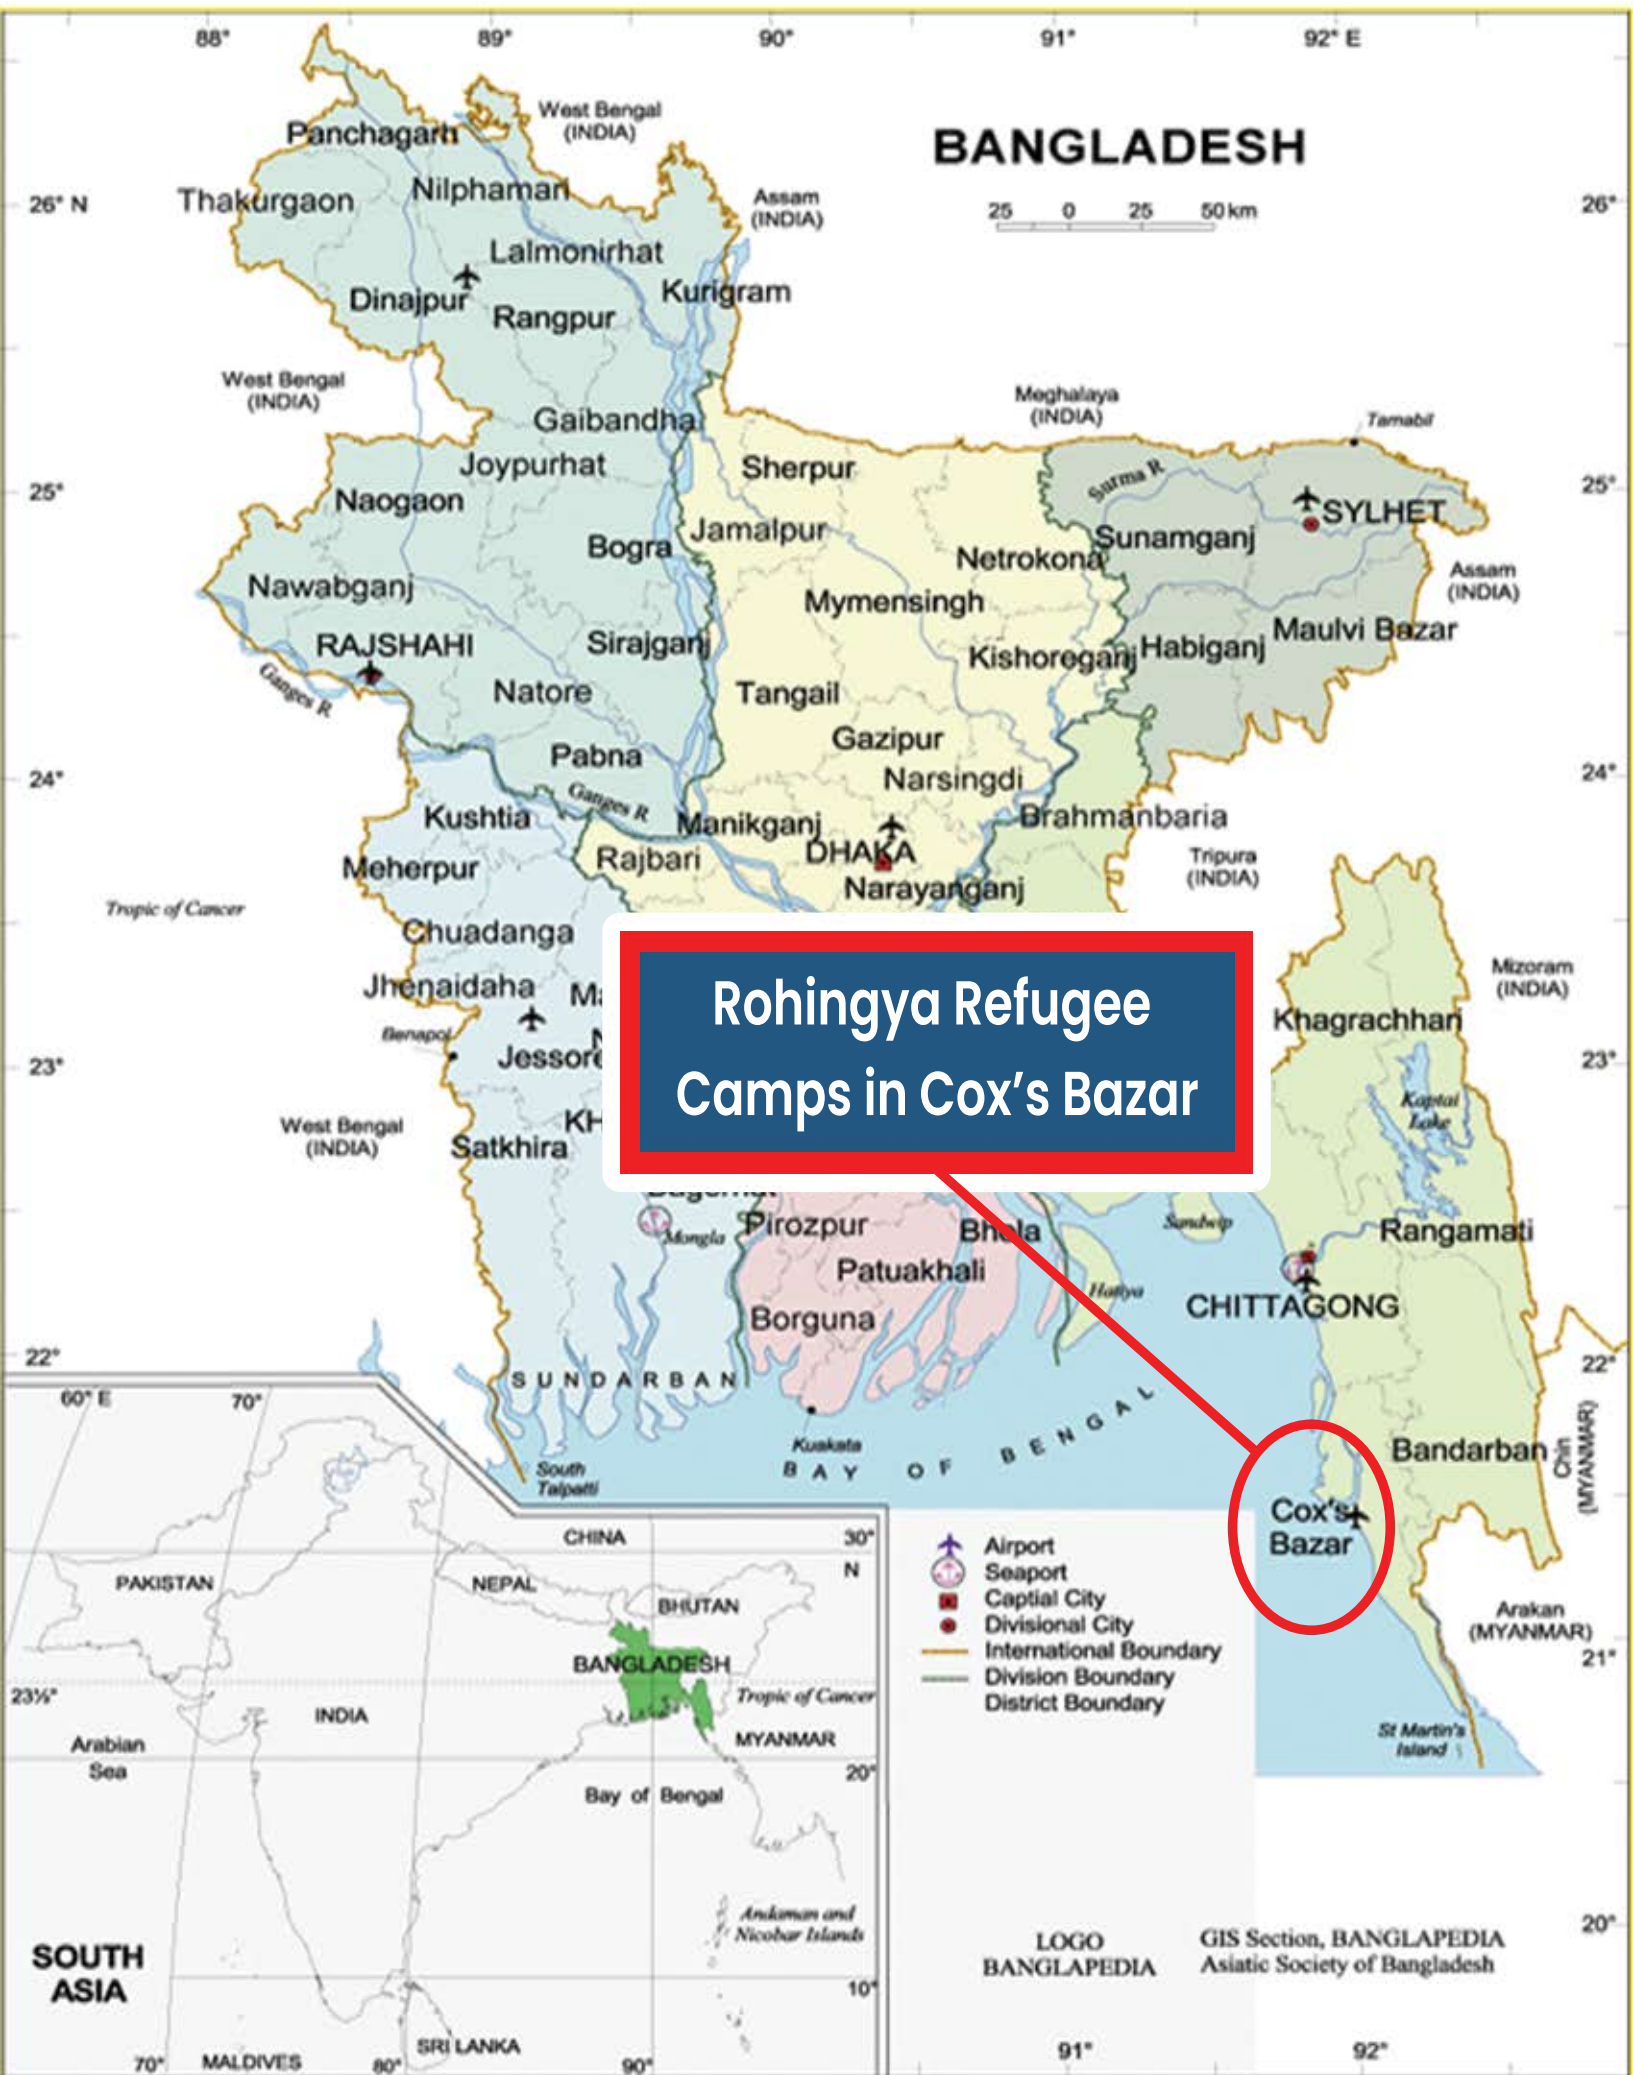 88°
89°
90°
91°
92° E
West Bengal
(INDIA)
BANGLADESH
Panchagarh
Nilphamari
Thakurgaon
26° N
26°
Assam
(INDIA)
25 0 25 50 km
Lalmonirhat
Kurigram
Dinajpur
Rangpur
West Bengal
(INDIA)
Meghalaya
(INDIA)
Tamabil
Gaibandha
Joypurhat
Sherpur
Surma R
25°
25°
Naogaon
SYLHET
Jamalpur
Sunamganj
Bogra
Netrokona
Assam
(INDIA)
Nawabganj
Mymensingh
Maulvi Bazar
RAJSHAHI
Sirajganj
Kishoreganj
Habiganj
Ganges R
Natore
Tangail
Gazipur
Pabna
Narsingdi
24°
24°
Ganges R
Kushtia
Manikganj
Brahmanbaria
DHAKA
Rajbari
Meherpur
Narayanganj
Tripura
(INDIA)
Tropic of Cancer
Chuadanga
Jhenaidaha
Mizoram
(INDIA)
Rohingya Refugee
Camps in Cox's Bazar
Khagrachhari
Benapol
Jessore
23°
23°
Kaptai
Lake
West Bengal
(INDIA)
KH
Satkhira
Mongla
Pirozpur
Bhola
Sandwip
Rangamati
Patuakhali
Hatiya
CHITTAGONG
Borguna
22°
22°
SUNDARBAN
Kuakata
BAY OF BENGAL
South
Talpatti
Bandarban
Chin
(MYANMAR)
Cox's
Bazar
Airport
Seaport
Captial City
Divisional City
International Boundary
Division Boundary
District Boundary
Arakan
(MYANMAR)
21°
St Martin's
Island
60° E
70°
CHINA
30°
N
PAKISTAN
NEPAL
BHUTAN
BANGLADESH
23½°
Tropic of Cancer
INDIA
MYANMAR
Arabian
Sea
20°
Bay of Bengal
Andaman and
Nicobar Islands
SOUTH
ASIA
10°
SRI LANKA
MALDIVES
70°
80°
90°
20°
LOGO
BANGLAPEDIA
GIS Section, BANGLAPEDIA
Asiatic Society of Bangladesh
91°
92°